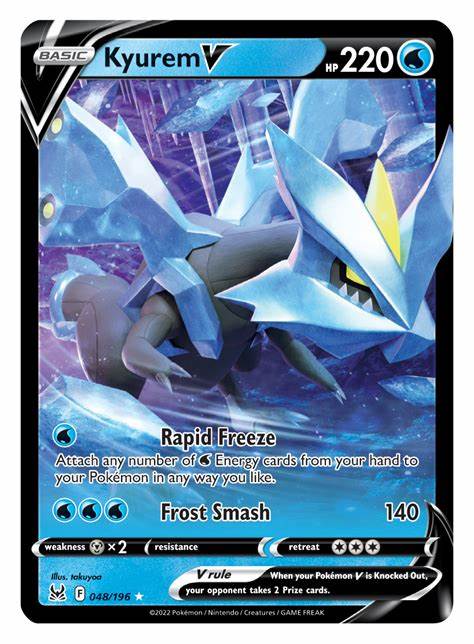 BASIC Kyurem V HP 220
Rapid Freeze
Attach any number of Energy cards from your hand to
your Pokémon in any way you like.
Frost Smash 140
weakness ×2 resistance retreat
Illus. takuyoa
V rule When your Pokémon V is Knocked Out,
your opponent takes 2 Prize cards.
F 048/196 ★
©2022 Pokémon / Nintendo / Creatures / GAME FREAK